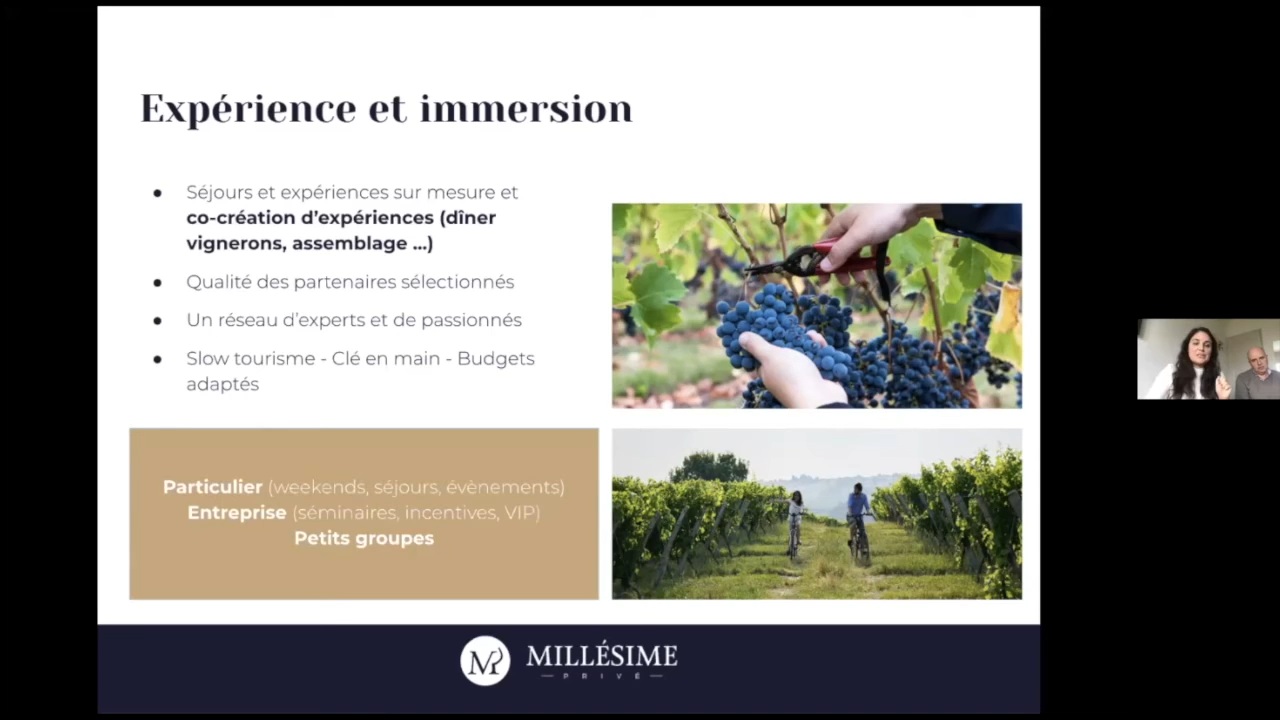 Expérience et immersion
● Séjours et expériences sur mesure et
co-création d'expériences (dîner
vignerons, assemblage ...)
● Qualité des partenaires sélectionnés
● Un réseau d'experts et de passionnés
● Slow tourisme - Clé en main - Budgets
adaptés
Particulier (weekends, séjours, évènements)
Entreprise (séminaires, incentives, VIP)
Petits groupes
MP
MILLÉSIME
PRIVÉ